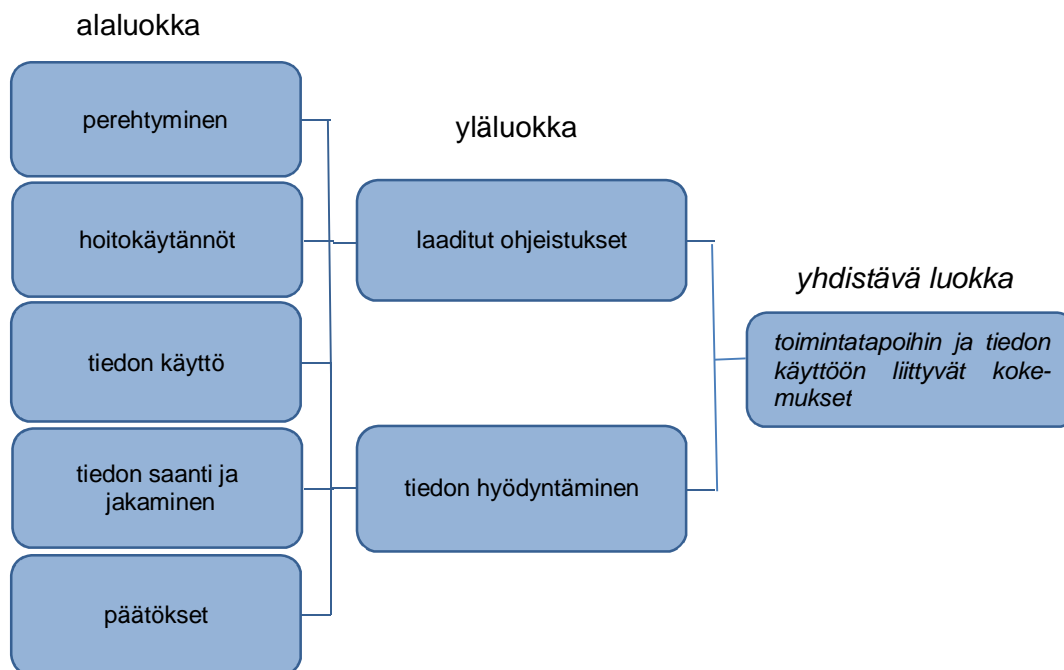 alaluokka
perehtyminen
hoitokäytännöt
tiedon käyttö
tiedon saanti ja
jakaminen
päätökset
yläluokka
laaditut ohjeistukset
tiedon hyödyntäminen
yhdistävä luokka
toimintatapoihin ja tiedon
käyttöön liittyvät koke-
mukset